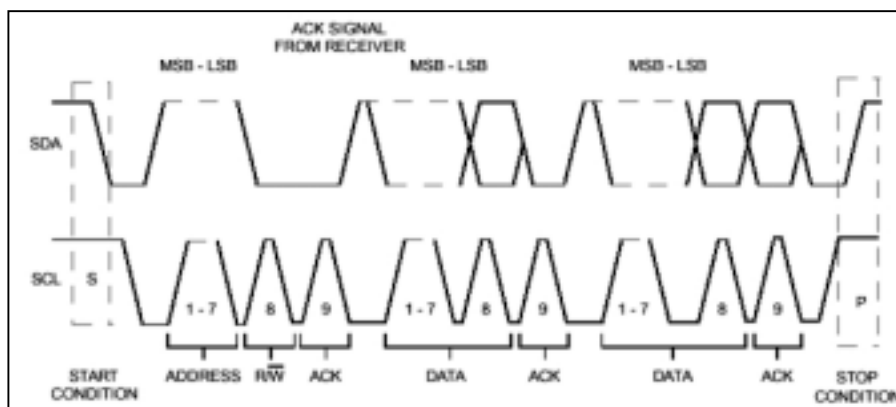 ACK SIGNAL
FROM RECEIVER
MSB - LSB MSB - LSB MSB - LSB
SDA
SCL S 1 - 7 8 9 1 - 7 8 9 1 - 7 8 9 P
START
CONDITION ADDRESS R/W̅ ACK DATA ACK DATA ACK STOP
CONDITION